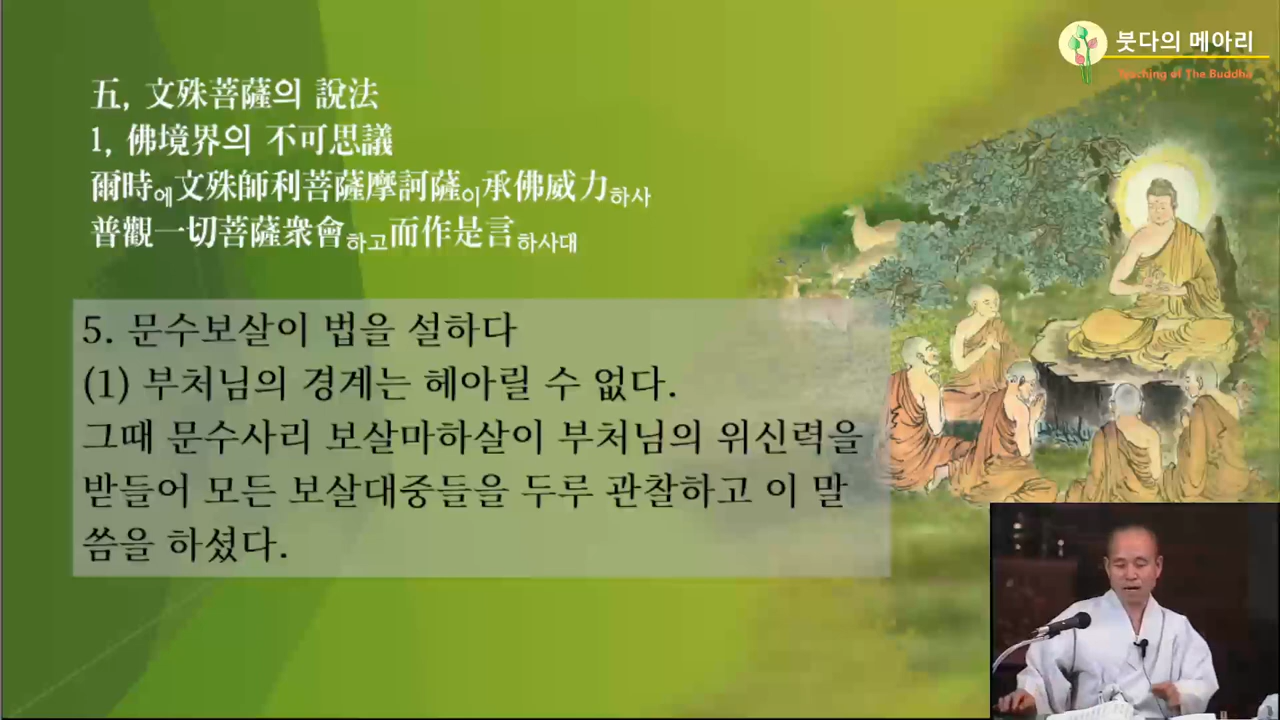 붓다의 메아리
Teaching of The Buddha
五, 文殊菩薩의 說法
1, 佛境界의 不可思議
爾時에文殊師利菩薩摩訶薩이承佛威力하사
普觀一切菩薩衆會하고而作是言하사대
5. 문수보살이 법을 설하다
(1) 부처님의 경계는 헤아릴 수 없다.
그때 문수사리 보살마하살이 부처님의 위신력을
받들어 모든 보살대중들을 두루 관찰하고 이 말
씀을 하셨다.